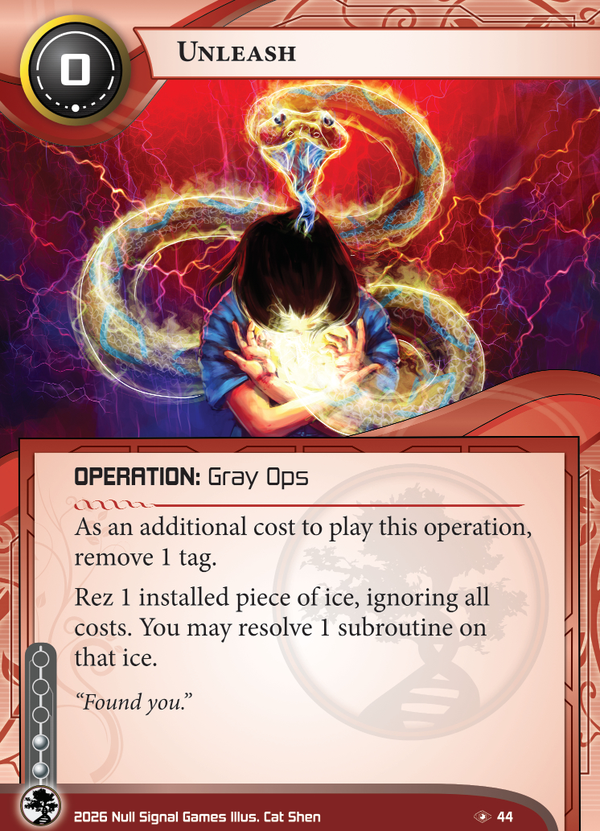 0
Unleash
OPERATION: Gray Ops
As an additional cost to play this operation,
remove 1 tag.
Rez 1 installed piece of ice, ignoring all
costs. You may resolve 1 subroutine on
that ice.
“Found you.”
2026 Null Signal Games Illus. Cat Shen
44